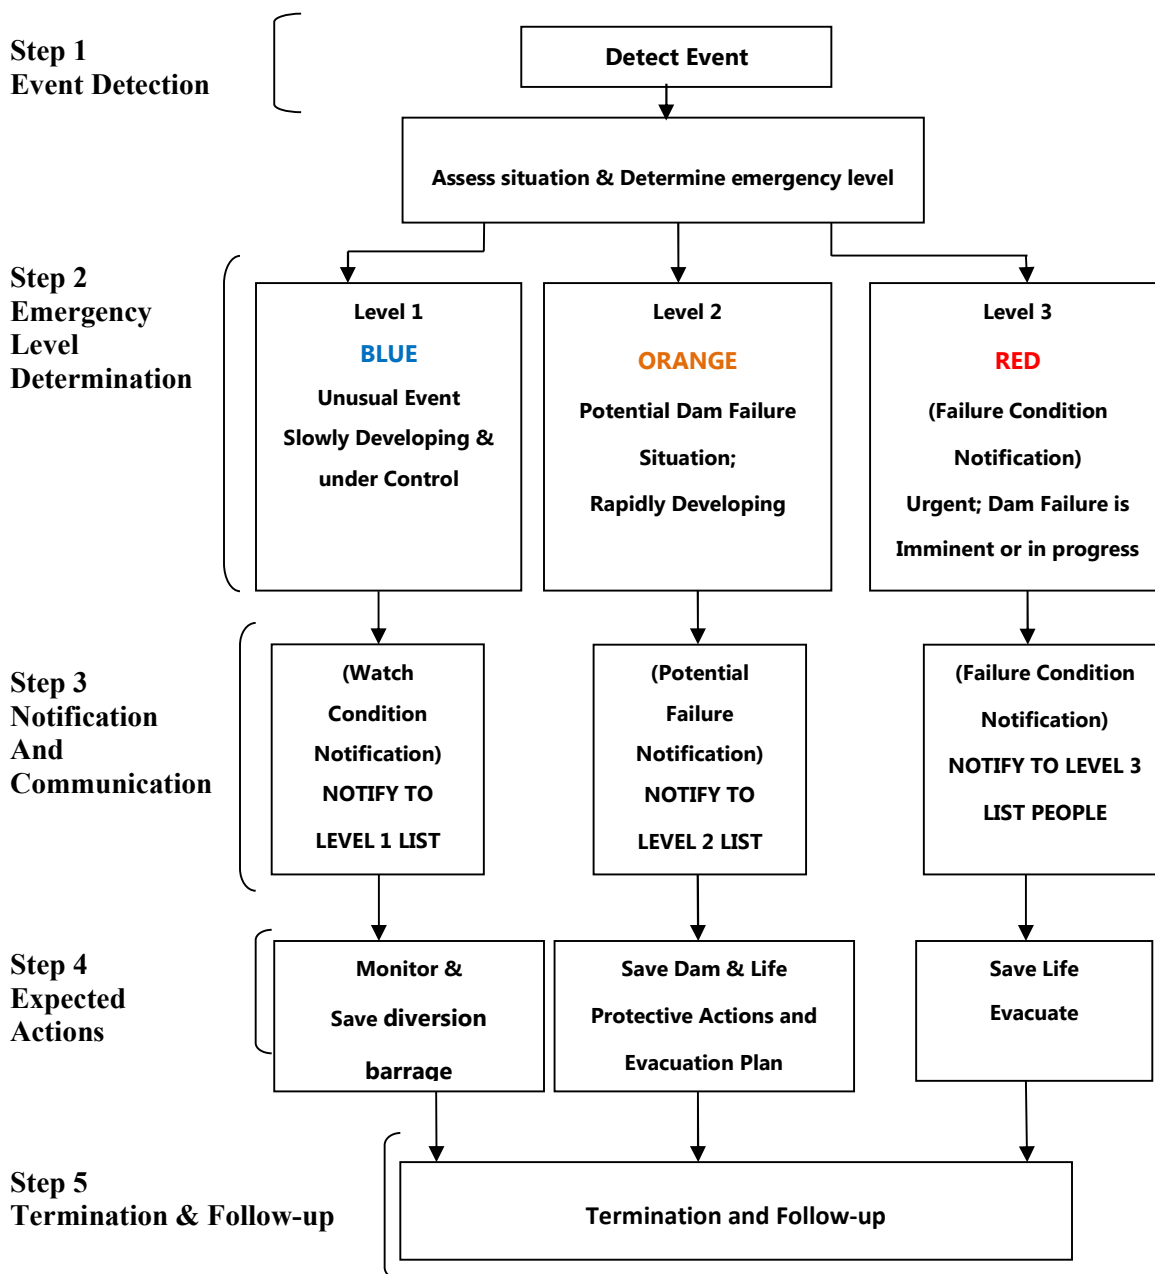 Step 1
Event Detection
Detect Event
Assess situation & Determine emergency level
Step 2
Emergency
Level
Determination
Level 1
BLUE
Unusual Event
Slowly Developing &
under Control
Level 2
ORANGE
Potential Dam Failure
Situation;
Rapidly Developing
Level 3
RED
(Failure Condition
Notification)
Urgent; Dam Failure is
Imminent or in progress
Step 3
Notification
And
Communication
(Watch
Condition
Notification)
NOTIFY TO
LEVEL 1 LIST
(Potential
Failure
Notification)
NOTIFY TO
LEVEL 2 LIST
(Failure Condition
Notification)
NOTIFY TO LEVEL 3
LIST PEOPLE
Step 4
Expected
Actions
Monitor &
Save diversion
barrage
Save Dam & Life
Protective Actions and
Evacuation Plan
Save Life
Evacuate
Step 5
Termination & Follow-up
Termination and Follow-up